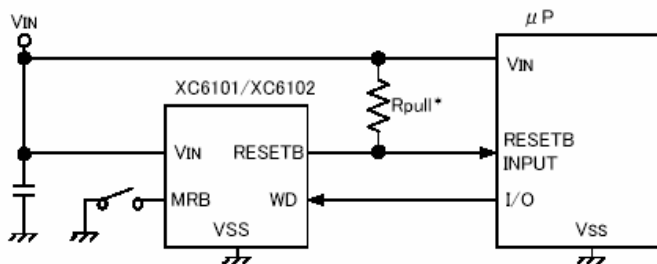 VIN
μP
XC6101/XC6102
Rpull*
VIN
VIN
RESETB
RESETB
INPUT
MRB
WD
I/O
VSS
Vss